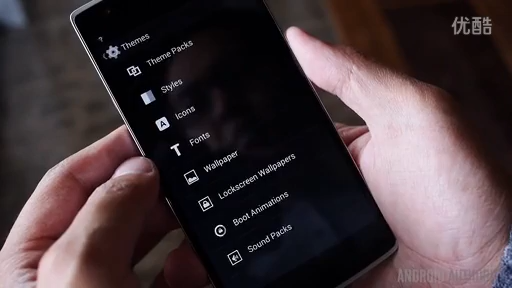 优酷
Themes
Theme Packs
Styles
Icons
Fonts
Wallpaper
Lockscreen Wallpapers
Boot Animations
Sound Packs